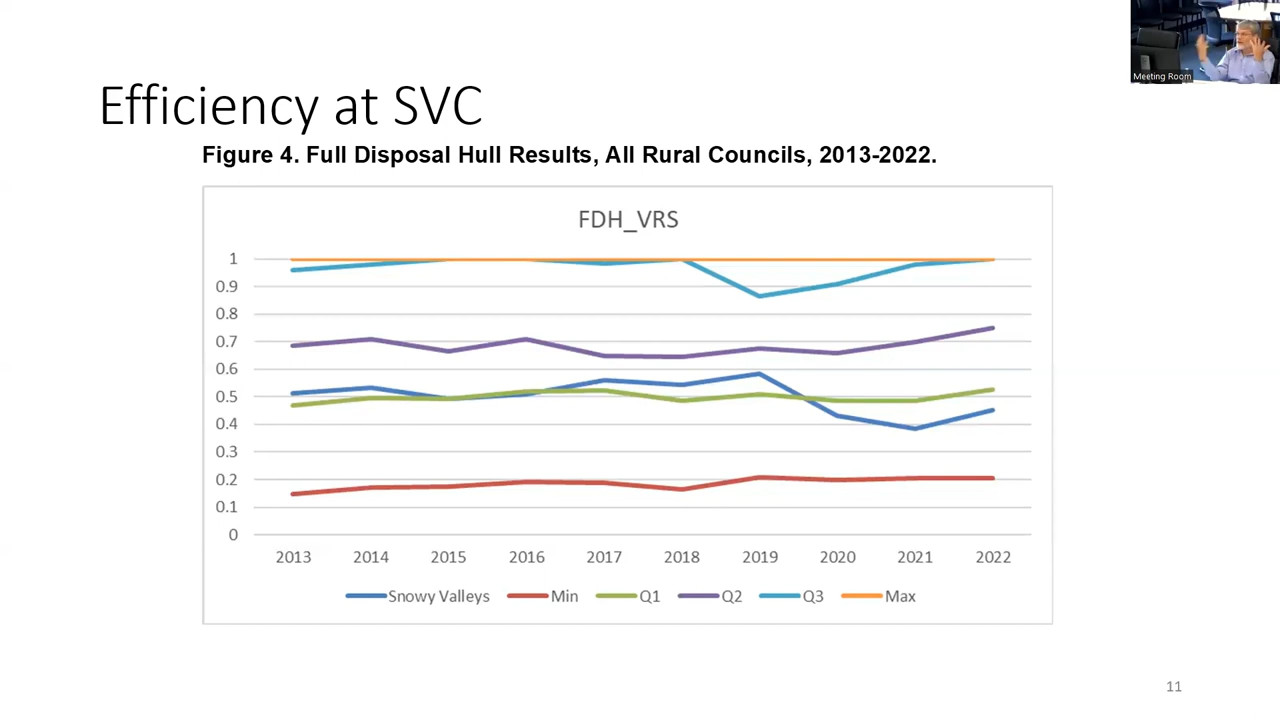 Meeting Room
Efficiency at SVC
Figure 4. Full Disposal Hull Results, All Rural Councils, 2013-2022.
FDH_VRS
1
0.9
0.8
0.7
0.6
0.5
0.4
0.3
0.2
0.1
0
2013 2014 2015 2016 2017 2018 2019 2020 2021 2022
Snowy Valleys Min Q1 Q2 Q3 Max
11